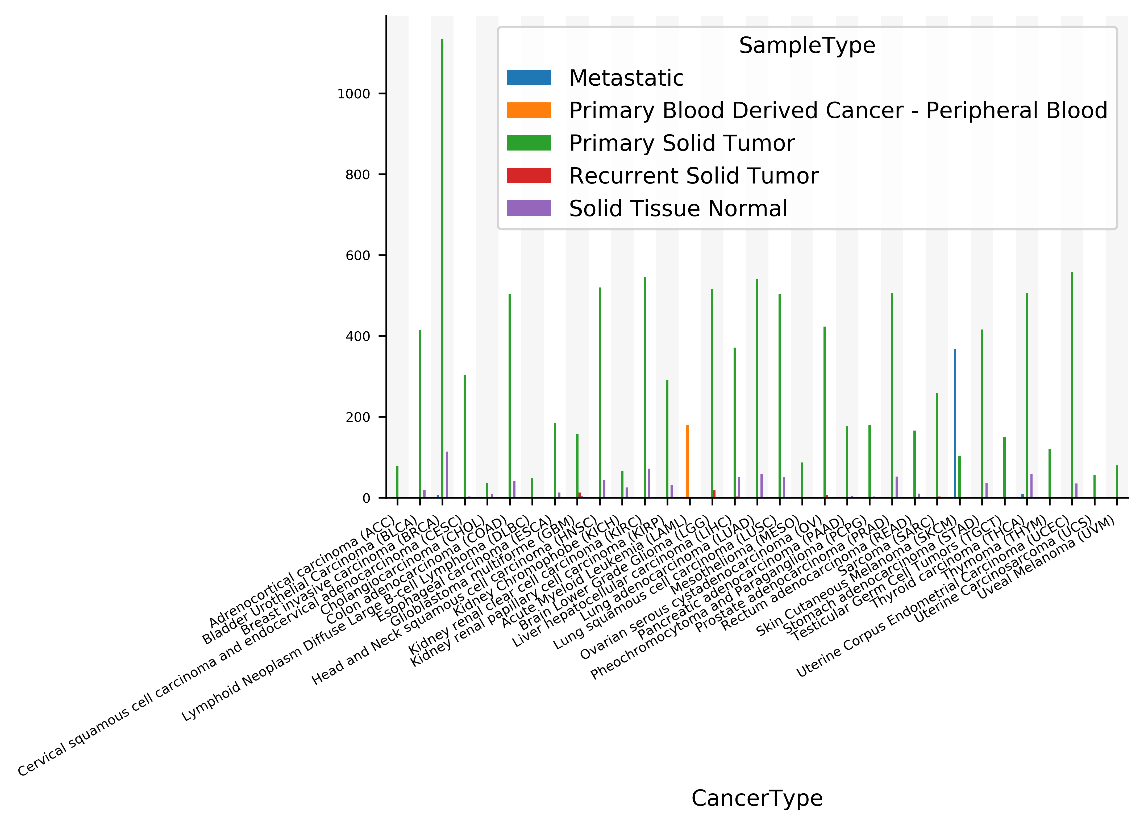 SampleType
Metastatic
Primary Blood Derived Cancer - Peripheral Blood
Primary Solid Tumor
Recurrent Solid Tumor
Solid Tissue Normal
1000
800
600
400
200
0
Adrenocortical carcinoma (ACC)
Bladder Urothelial Carcinoma (BLCA)
Breast invasive carcinoma (BRCA)
Cervical squamous cell carcinoma and endocervical adenocarcinoma (CESC)
Cholangiocarcinoma (CHOL)
Colon adenocarcinoma (COAD)
Lymphoid Neoplasm Diffuse Large B-cell Lymphoma (DLBC)
Esophageal carcinoma (ESCA)
Glioblastoma multiforme (GBM)
Head and Neck squamous cell carcinoma (HNSC)
Kidney Chromophobe (KICH)
Kidney renal clear cell carcinoma (KIRC)
Kidney renal papillary cell carcinoma (KIRP)
Acute Myeloid Leukemia (LAML)
Brain Lower Grade Glioma (LGG)
Liver hepatocellular carcinoma (LIHC)
Lung adenocarcinoma (LUAD)
Lung squamous cell carcinoma (LUSC)
Mesothelioma (MESO)
Ovarian serous cystadenocarcinoma (OV)
Pancreatic adenocarcinoma (PAAD)
Pheochromocytoma and Paraganglioma (PCPG)
Prostate adenocarcinoma (PRAD)
Rectum adenocarcinoma (READ)
Sarcoma (SARC)
Skin Cutaneous Melanoma (SKCM)
Stomach adenocarcinoma (STAD)
Testicular Germ Cell Tumors (TGCT)
Thyroid carcinoma (THCA)
Thymoma (THYM)
Uterine Corpus Endometrial Carcinoma (UCEC)
Uterine Carcinosarcoma (UCS)
Uveal Melanoma (UVM)
CancerType